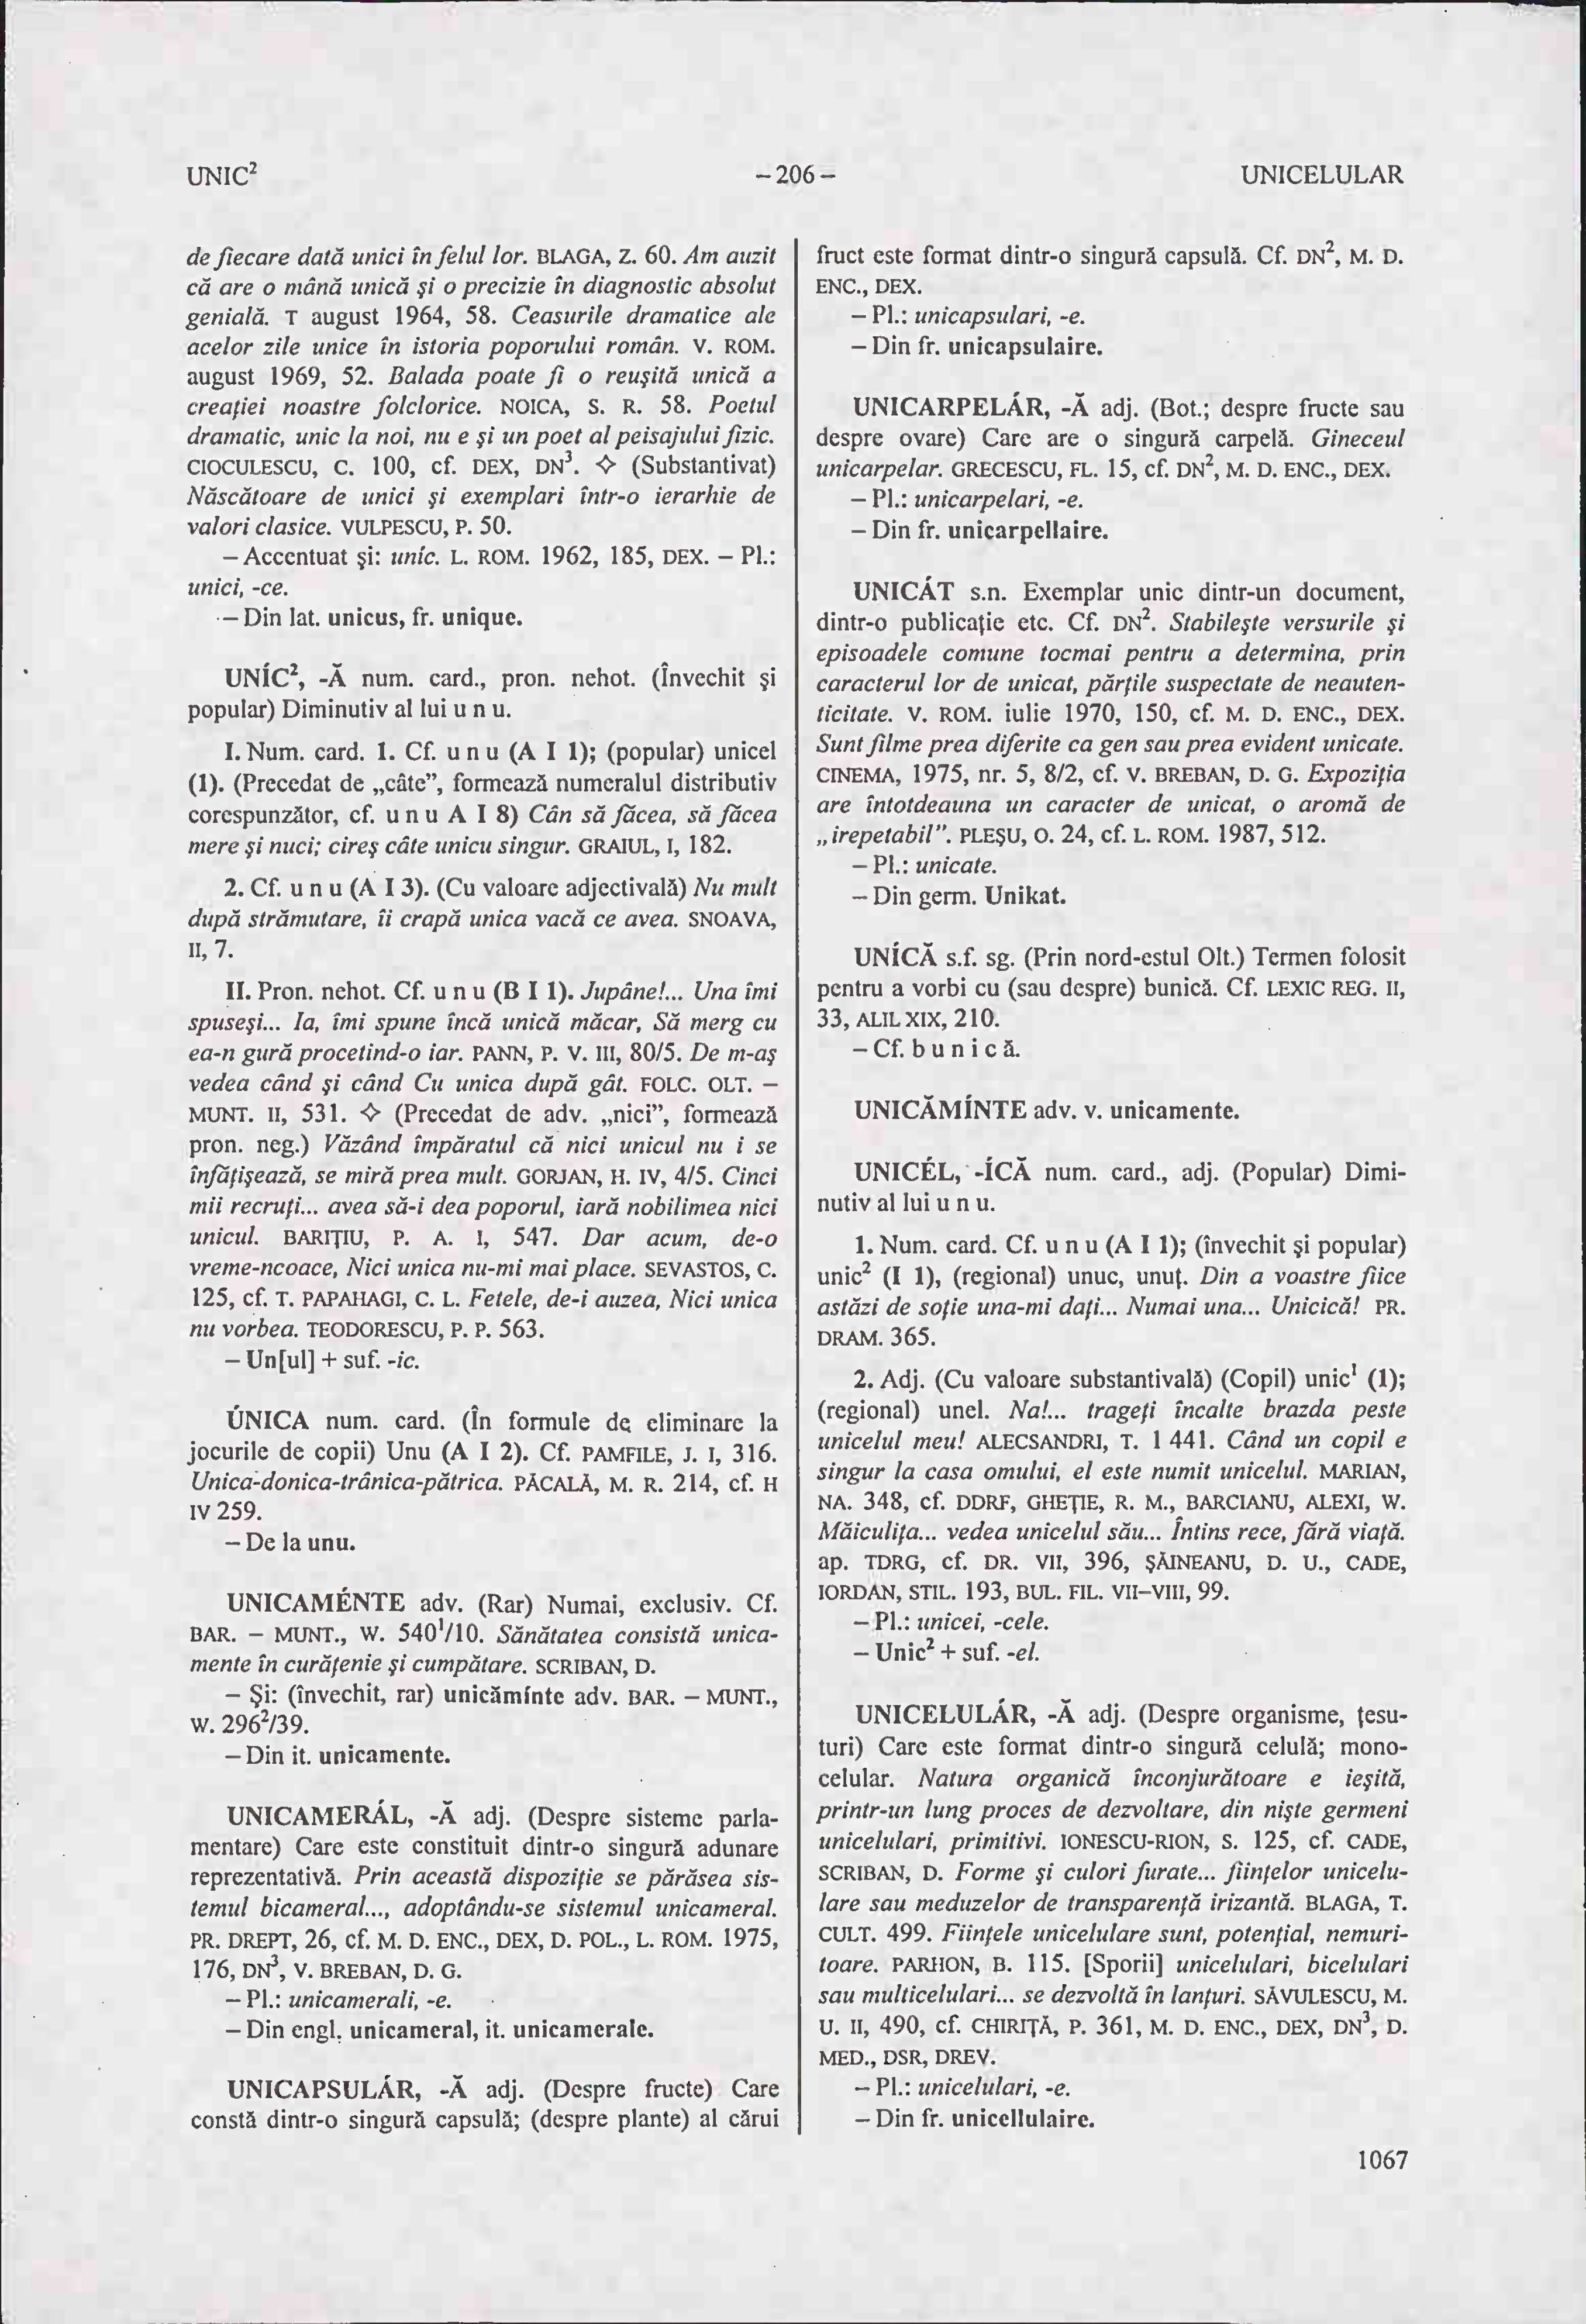 UNIC² – 206 – UNICELULAR
de fiecare dată unici în felul lor. BLAGA, Z. 60. Am auzit
că are o mână unică şi o precizie în diagnostic absolut
genială. T august 1964, 58. Ceasurile dramatice ale
acelor zile unice în istoria poporului român. V. ROM.
august 1969, 52. Balada poate fi o reuşită unică a
creaţiei noastre folclorice. NOICA, S. R. 58. Poetul
dramatic, unic la noi, nu e şi un poet al peisajului fizic.
CIOCULESCU, C. 100, cf. DEX, DN³. ◇ (Substantivat)
Născătoare de unici şi exemplari într-o ierarhie de
valori clasice. VULPESCU, P. 50.
– Accentuat şi: uníc. L. ROM. 1962, 185, DEX. – Pl.:
unici, -ce.
– Din lat. unicus, fr. unique.
UNÍC², -Ă num. card., pron. nehot. (Învechit şi
popular) Diminutiv al lui u n u.
I. Num. card. 1. Cf. u n u (A I 1); (popular) unicel
(1). (Precedat de „câte”, formează numeralul distributiv
corespunzător, cf. u n u A I 8) Cân să făcea, să făcea
mere şi nuci; cireş câte unicu singur. GRAIUL, I, 182.
2. Cf. u n u (A I 3). (Cu valoare adjectivală) Nu mult
după strămutare, îi crapă unica vacă ce avea. SNOAVA,
II, 7.
II. Pron. nehot. Cf. u n u (B I 1). Jupâne!... Una îmi
spuseşi... Ia, îmi spune încă unică măcar, Să merg cu
ea-n gură procetind-o iar. PANN, P. V. III, 80/5. De m-aş
vedea când şi când Cu unica după gât. FOLC. OLT. –
MUNT. II, 531. ◇ (Precedat de adv. „nici”, formează
pron. neg.) Văzând împăratul că nici unicul nu i se
înfăţişează, se miră prea mult. GORJAN, H. IV, 4/5. Cinci
mii recruţi... avea să-i dea poporul, iară nobilimea nici
unicul. BARIŢIU, P. A. I, 547. Dar acum, de-o
vreme-ncoace, Nici unica nu-mi mai place. SEVASTOS, C.
125, cf. T. PAPAHAGI, C. L. Fetele, de-i auzea, Nici unica
nu vorbea. TEODORESCU, P. P. 563.
– Un[ul] + suf. -ic.
ÚNICA num. card. (În formule de eliminare la
jocurile de copii) Unu (A I 2). Cf. PAMFILE, J. I, 316.
Unica-donica-trânica-pătrica. PĂCALĂ, M. R. 214, cf. H
IV 259.
– De la unu.
UNICAMÉNTE adv. (Rar) Numai, exclusiv. Cf.
BAR. – MUNT., W. 540¹/10. Sănătatea consistă unica-
mente în curăţenie şi cumpătare. SCRIBAN, D.
– Şi: (învechit, rar) unicămínte adv. BAR. – MUNT.,
W. 296²/39.
– Din it. unicamente.
UNICAMERÁL, -Ă adj. (Despre sisteme parla-
mentare) Care este constituit dintr-o singură adunare
reprezentativă. Prin această dispoziţie se părăsea sis-
temul bicameral..., adoptându-se sistemul unicameral.
PR. DREPT, 26, cf. M. D. ENC., DEX, D. POL., L. ROM. 1975,
176, DN³, V. BREBAN, D. G.
– Pl.: unicamerali, -e.
– Din engl. unicameral, it. unicamerale.
UNICAPSULÁR, -Ă adj. (Despre fructe) Care
constă dintr-o singură capsulă; (despre plante) al cărui
fruct este format dintr-o singură capsulă. Cf. DN², M. D.
ENC., DEX.
– Pl.: unicapsulari, -e.
– Din fr. unicapsulaire.
UNICARPELÁR, -Ă adj. (Bot.; despre fructe sau
despre ovare) Care are o singură carpelă. Gineceul
unicarpelar. GRECESCU, FL. 15, cf. DN², M. D. ENC., DEX.
– Pl.: unicarpelari, -e.
– Din fr. unicarpellaire.
UNICÁT s.n. Exemplar unic dintr-un document,
dintr-o publicaţie etc. Cf. DN². Stabileşte versurile şi
episoadele comune tocmai pentru a determina, prin
caracterul lor de unicat, părţile suspectate de neauten-
ticitate. V. ROM. iulie 1970, 150, cf. M. D. ENC., DEX.
Sunt filme prea diferite ca gen sau prea evident unicate.
CINEMA, 1975, nr. 5, 8/2, cf. V. BREBAN, D. G. Expoziţia
are întotdeauna un caracter de unicat, o aromă de
„irepetabil”. PLEŞU, O. 24, cf. L. ROM. 1987, 512.
– Pl.: unicate.
– Din germ. Unikat.
UNÍCĂ s.f. sg. (Prin nord-estul Olt.) Termen folosit
pentru a vorbi cu (sau despre) bunică. Cf. LEXIC REG. II,
33, ALIL XIX, 210.
– Cf. b u n i c ă.
UNICĂMÍNTE adv. v. unicamente.
UNICÉL, -ÍCĂ num. card., adj. (Popular) Dimi-
nutiv al lui u n u.
1. Num. card. Cf. u n u (A I 1); (învechit şi popular)
unic² (I 1), (regional) unuc, unuţ. Din a voastre fiice
astăzi de soţie una-mi daţi... Numai una... Unicică! PR.
DRAM. 365.
2. Adj. (Cu valoare substantivală) (Copil) unic¹ (1);
(regional) unel. Na!... trageţi încalte brazda peste
unicelul meu! ALECSANDRI, T. 1 441. Când un copil e
singur la casa omului, el este numit unicelul. MARIAN,
NA. 348, cf. DDRF, GHEŢIE, R. M., BARCIANU, ALEXI, W.
Măiculiţa... vedea unicelul său... Întins rece, fără viaţă.
ap. TDRG, cf. DR. VII, 396, ŞĂINEANU, D. U., CADE,
IORDAN, STIL. 193, BUL. FIL. VII–VIII, 99.
– Pl.: unicei, -cele.
– Unic² + suf. -el.
UNICELULÁR, -Ă adj. (Despre organisme, ţesu-
turi) Care este format dintr-o singură celulă; mono-
celular. Natura organică înconjurătoare e ieşită,
printr-un lung proces de dezvoltare, din nişte germeni
unicelulari, primitivi. IONESCU-RION, S. 125, cf. CADE,
SCRIBAN, D. Forme şi culori furate... fiinţelor unicelu-
lare sau meduzelor de transparenţă irizantă. BLAGA, T.
CULT. 499. Fiinţele unicelulare sunt, potenţial, nemuri-
toare. PARHON, B. 115. [Sporii] unicelulari, bicelulari
sau multicelulari... se dezvoltă în lanţuri. SĂVULESCU, M.
U. II, 490, cf. CHIRIŢĂ, P. 361, M. D. ENC., DEX, DN³, D.
MED., DSR, DREV.
– Pl.: unicelulari, -e.
– Din fr. unicellulaire.
1067